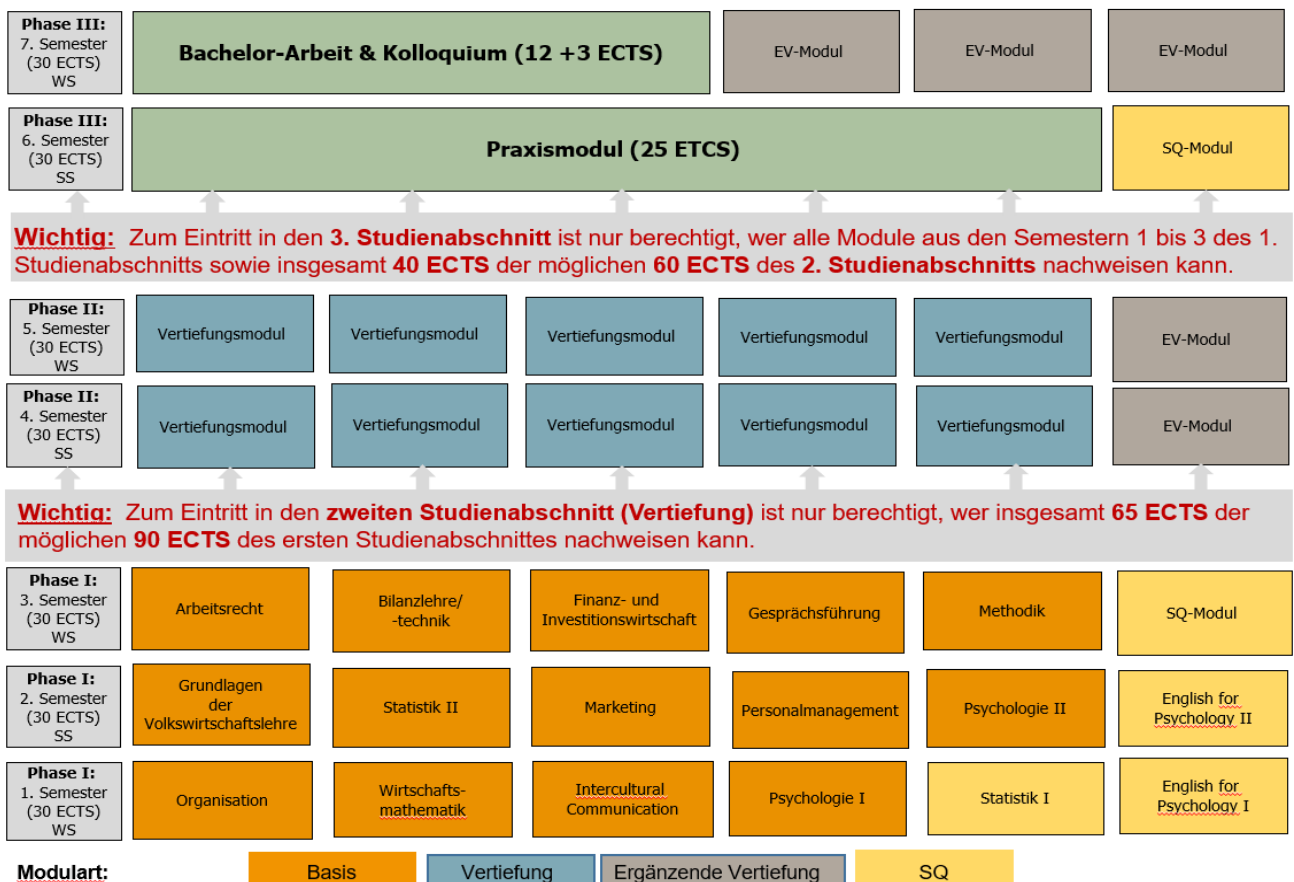 Phase III:
7. Semester
(30 ECTS)
WS
Bachelor-Arbeit & Kolloquium (12 +3 ECTS)
EV-Modul
EV-Modul
EV-Modul
Phase III:
6. Semester
(30 ECTS)
SS
Praxismodul (25 ETCS)
SQ-Modul
Wichtig: Zum Eintritt in den 3. Studienabschnitt ist nur berechtigt, wer alle Module aus den Semestern 1 bis 3 des 1.
Studienabschnitts sowie insgesamt 40 ECTS der möglichen 60 ECTS des 2. Studienabschnitts nachweisen kann.
Phase II:
5. Semester
(30 ECTS)
WS
Vertiefungsmodul
Vertiefungsmodul
Vertiefungsmodul
Vertiefungsmodul
Vertiefungsmodul
EV-Modul
Phase II:
4. Semester
(30 ECTS)
SS
Vertiefungsmodul
Vertiefungsmodul
Vertiefungsmodul
Vertiefungsmodul
Vertiefungsmodul
EV-Modul
Wichtig: Zum Eintritt in den zweiten Studienabschnitt (Vertiefung) ist nur berechtigt, wer insgesamt 65 ECTS der
möglichen 90 ECTS des ersten Studienabschnittes nachweisen kann.
Phase I:
3. Semester
(30 ECTS)
WS
Arbeitsrecht
Bilanzlehre/
-technik
Finanz- und
Investitionswirtschaft
Gesprächsführung
Methodik
SQ-Modul
Phase I:
2. Semester
(30 ECTS)
SS
Grundlagen
der
Volkswirtschaftslehre
Statistik II
Marketing
Personalmanagement
Psychologie II
English for
Psychology II
Phase I:
1. Semester
(30 ECTS)
WS
Organisation
Wirtschafts-
mathematik
Intercultural
Communication
Psychologie I
Statistik I
English for
Psychology I
Modulart:
Basis
Vertiefung
Ergänzende Vertiefung
SQ